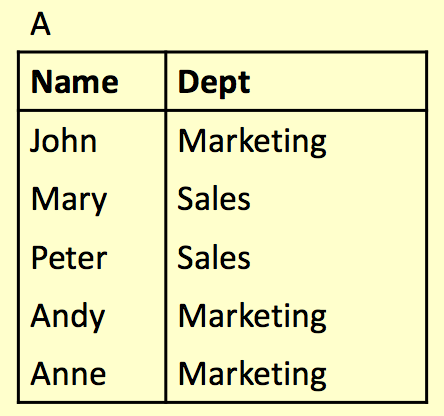 A
Name Dept
John Marketing
Mary Sales
Peter Sales
Andy Marketing
Anne Marketing